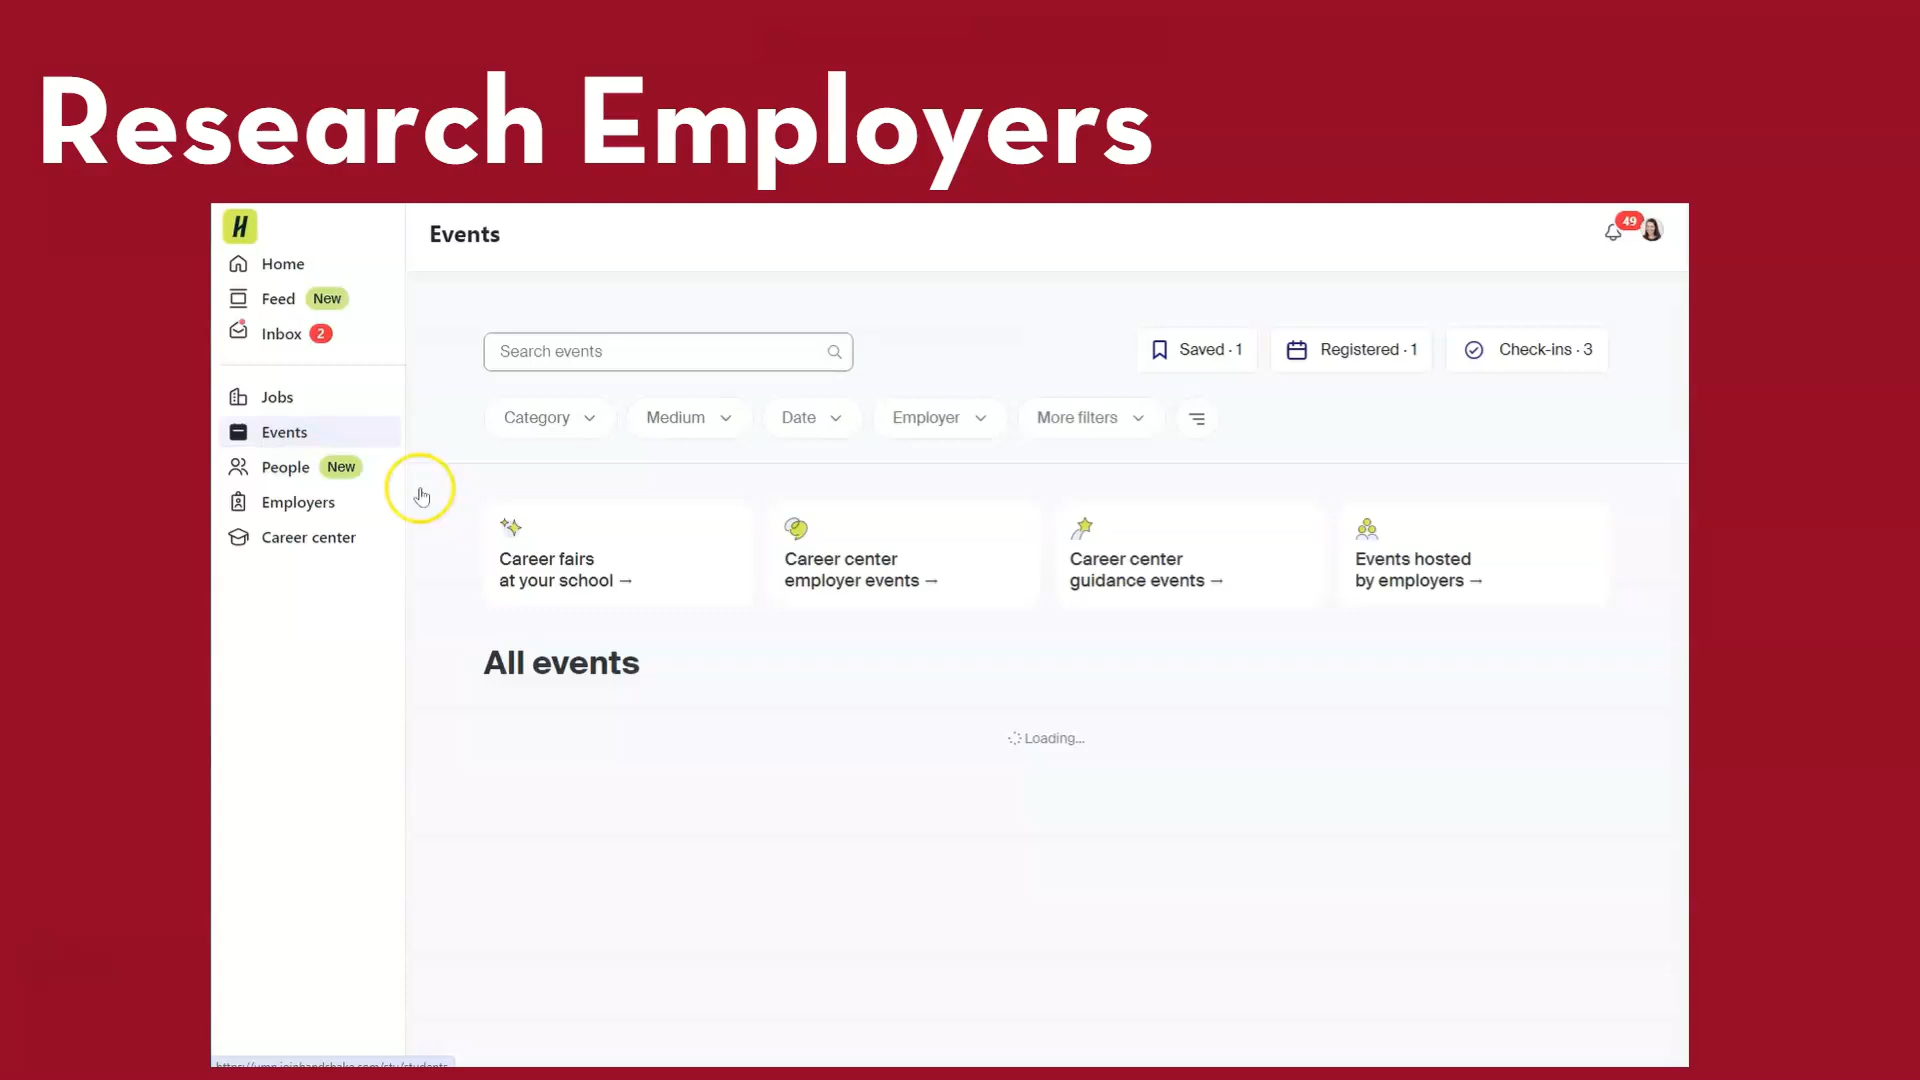 Research Employers
H
Events
49
Home
Feed New
Inbox 2
Jobs
Events
People New
Employers
Career center
Search events
Saved · 1
Registered · 1
Check-ins · 3
Category
Medium
Date
Employer
More filters
Career fairs
at your school →
Career center
employer events →
Career center
guidance events →
Events hosted
by employers →
All events
Loading...